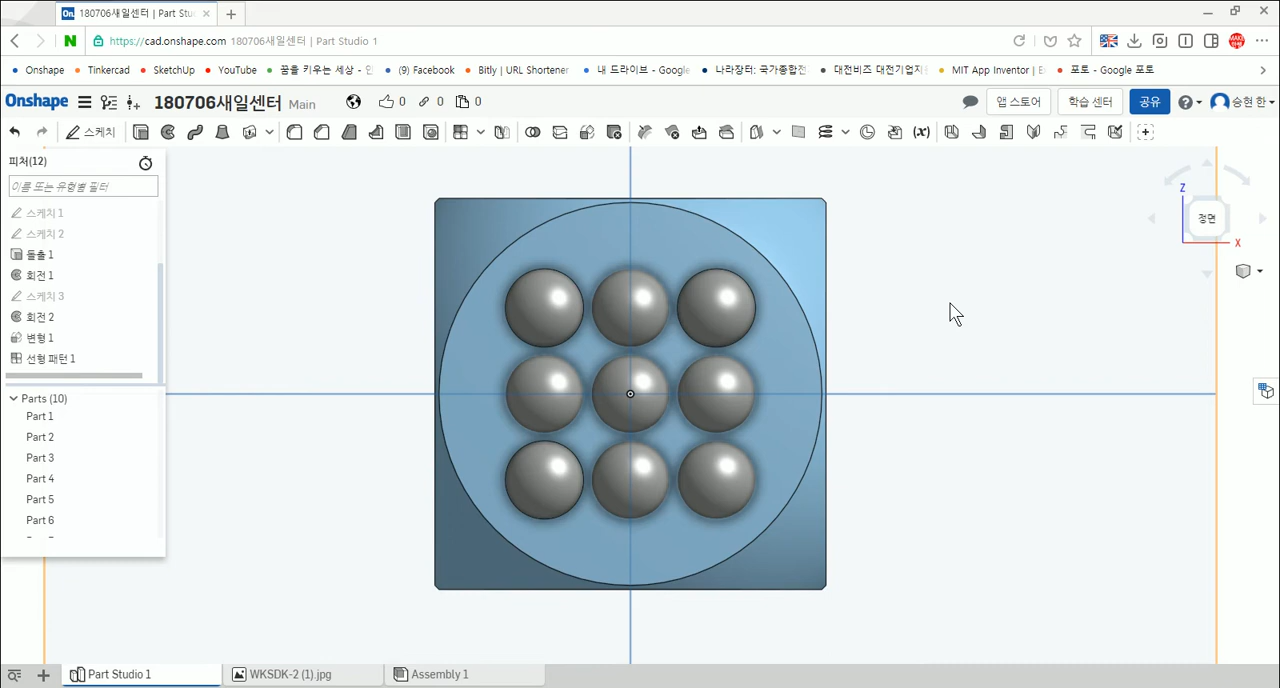 On 180706새일센터 | Part Stu
N https://cad.onshape.com 180706새일센터 | Part Studio 1
Onshape Tinkercad SketchUp YouTube 꿈을 키우는 세상 - 인 (9) Facebook Bitly | URL Shortener 내 드라이브 - Google 나라장터: 국가종합전 대전비즈 대전기업지 MIT App Inventor | E 포토 - Google 포토
Onshape 180706새일센터 Main 0 0 0 앱 스토어 학습 센터 공유 승현 한
스케치 (x)
피처(12)
이름 또는 유형별 필터
스케치 1
스케치 2
돌출 1
회전 1
스케치 3
회전 2
변형 1
선형 패턴 1
Parts (10)
Part 1
Part 2
Part 3
Part 4
Part 5
Part 6
Z
정면
X
Part Studio 1 WKSDK-2 (1).jpg Assembly 1